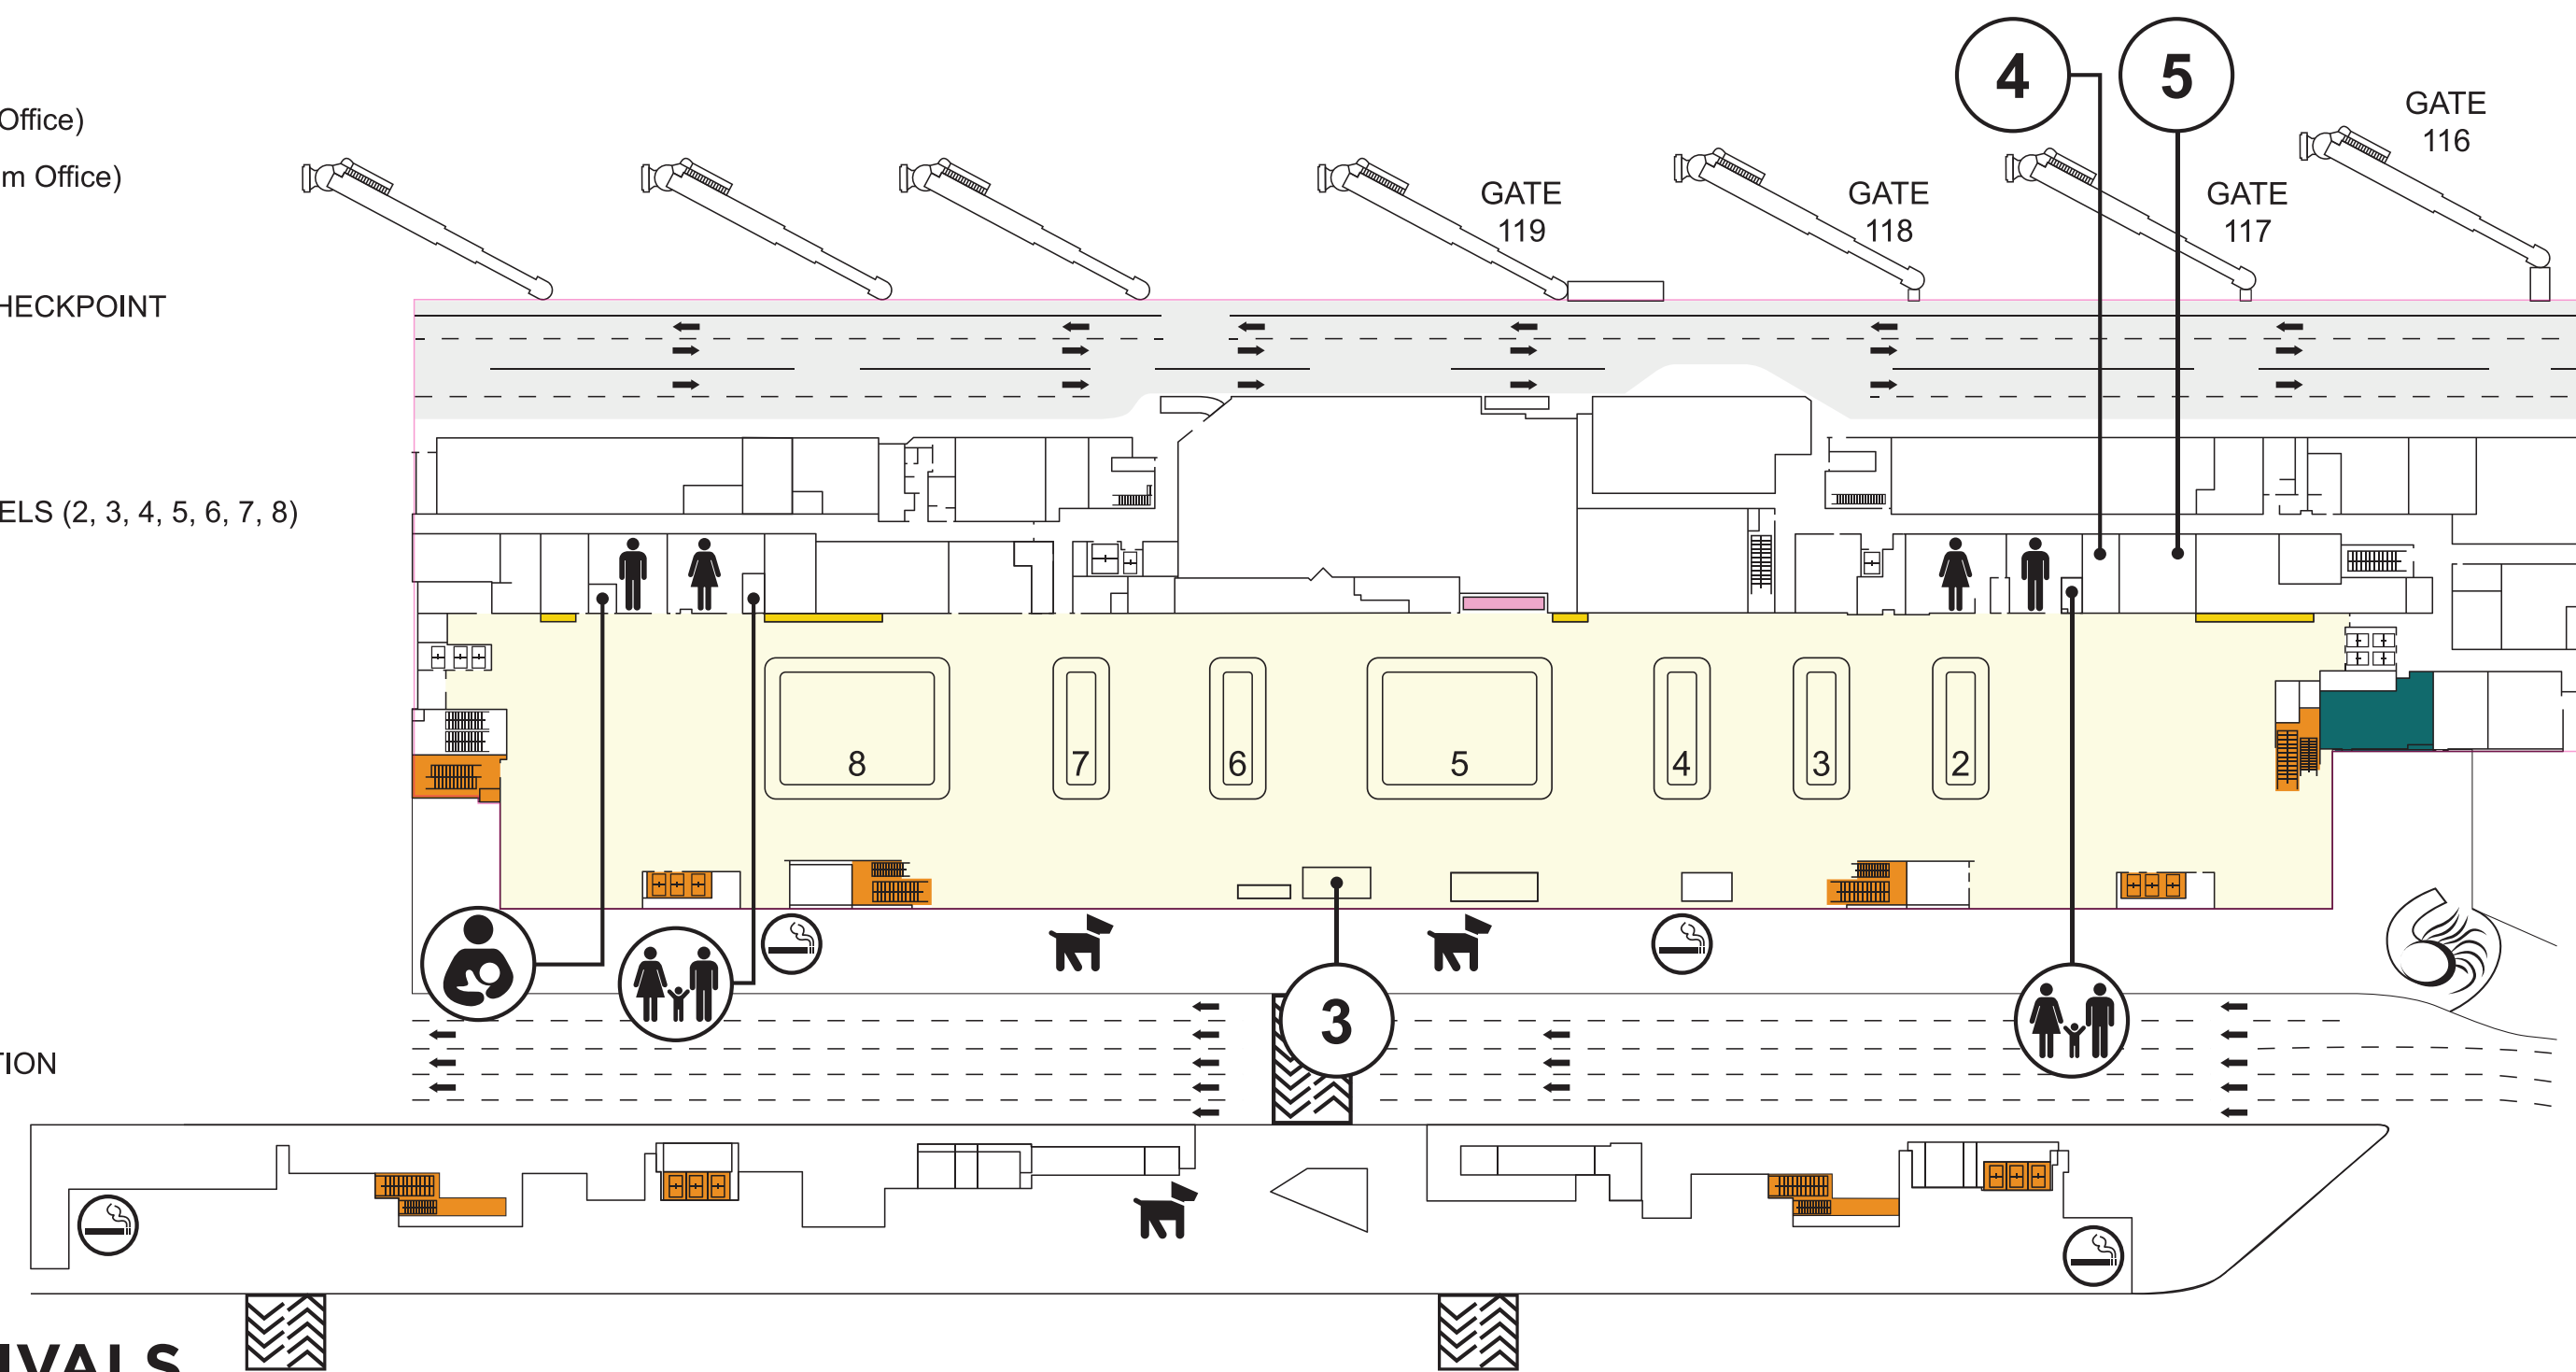 4
5
GATE
116
Office)
m Office)
GATE
119
GATE
118
GATE
117
HECKPOINT
ELS (2, 3, 4, 5, 6, 7, 8)
8
7
6
5
4
3
2
3
TION
IVALS